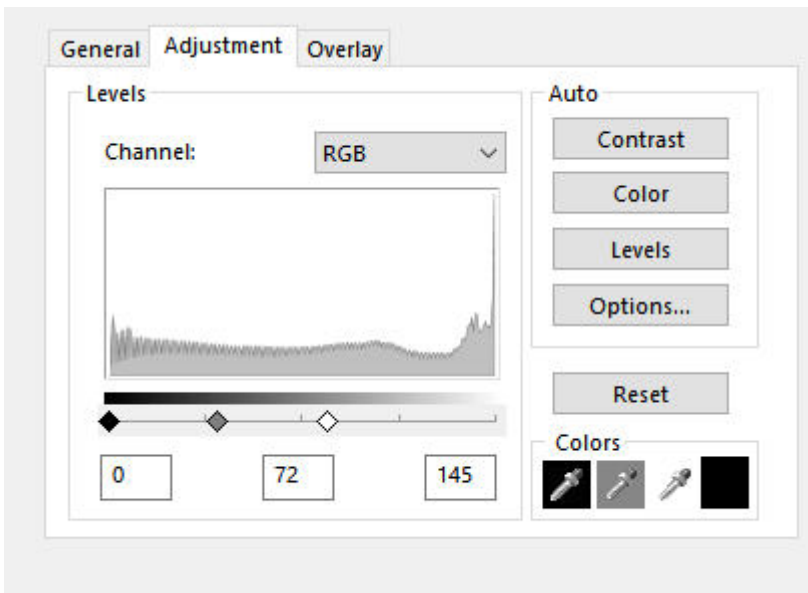 General Adjustment Overlay
Levels
Channel: RGB
0 72 145
Auto
Contrast
Color
Levels
Options...
Reset
Colors